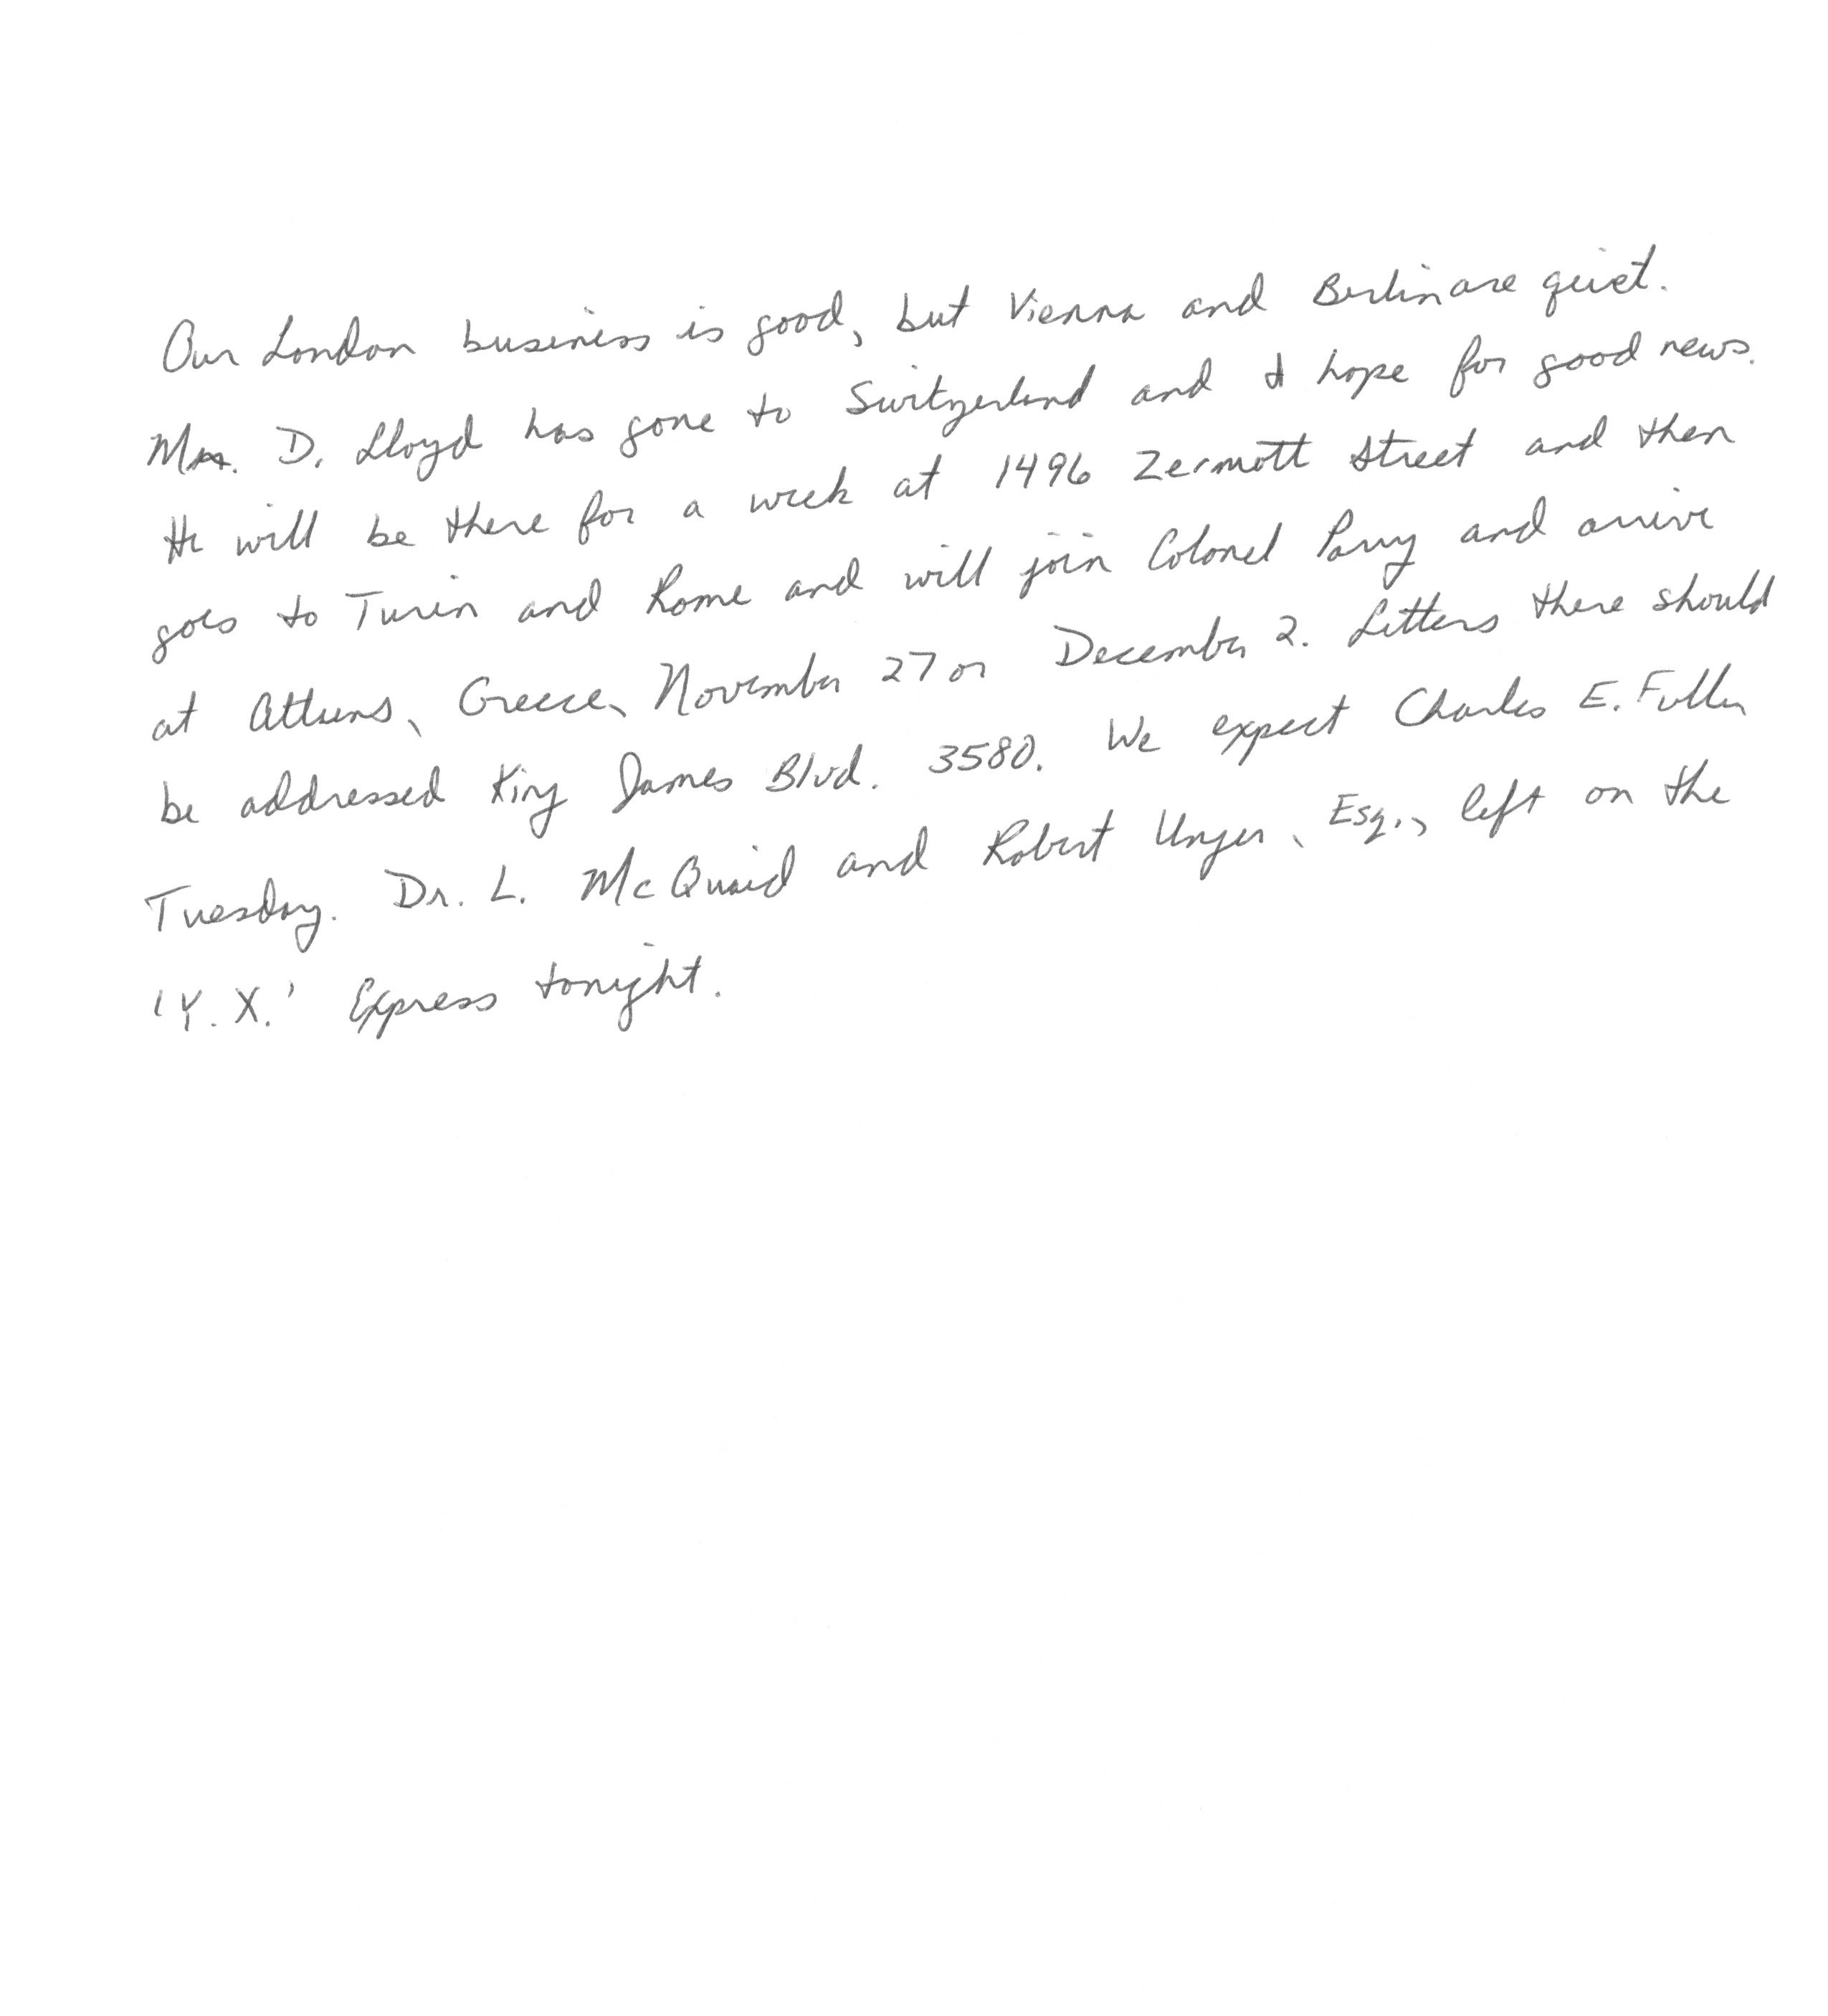 Our London business is good, but Vienna and Berlin are quiet.
Mr. D. Lloyd has gone to Switzerland and I hope for good news.
He will be there for a week at 1496 Zermott Street and then
goes to Turin and Rome and will join Colonel Parry and arrive
at Athens, Greece, November 27 or December 2. Letters there should
be addressed King James Blvd. 3580. We expect Charles E. Fuller
Tuesday. Dr. L. McQuaid and Robert Unger, Esq., left on the
'Y. X.' Express tonight.